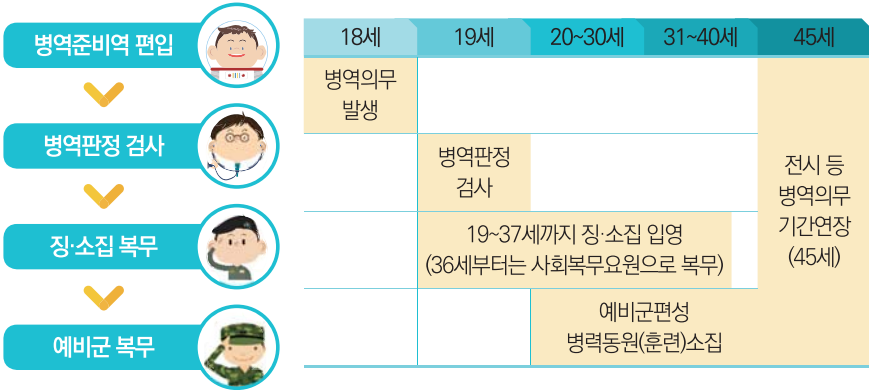 병역준비역 편입
병역판정 검사
징·소집 복무
예비군 복무
18세 19세 20~30세 31~40세 45세
병역의무
발생
병역판정
검사
19~37세까지 징·소집 입영
(36세부터는 사회복무요원으로 복무)
예비군편성
병력동원(훈련)소집
전시 등
병역의무
기간연장
(45세)